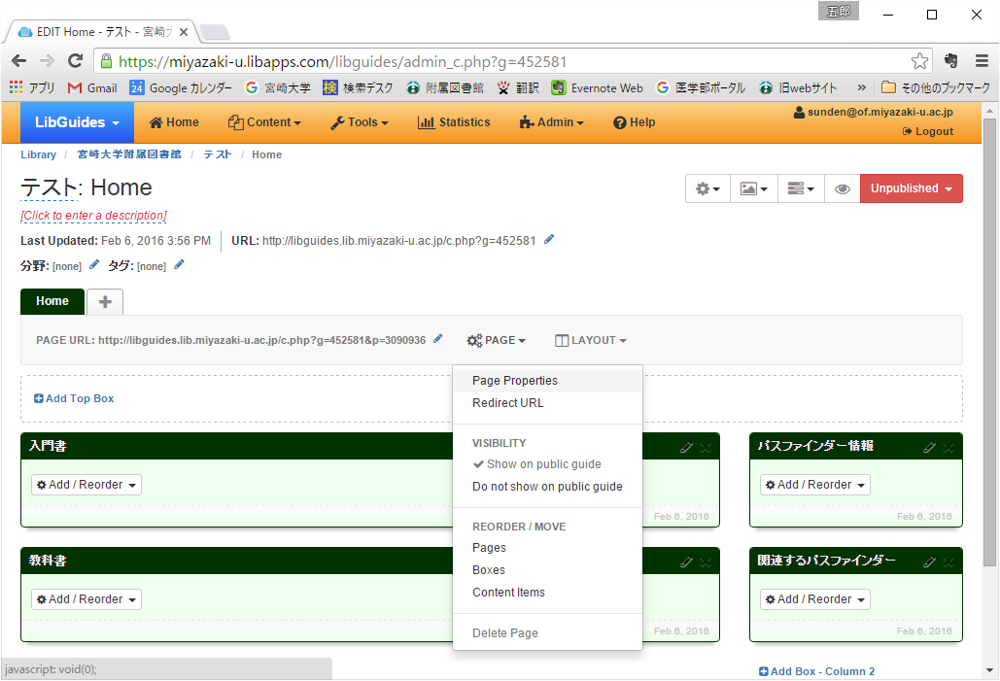 五郎
EDIT Home - テスト - 宮崎
https://miyazaki-u.libapps.com/libguides/admin_c.php?g=452581
アプリ Gmail 24 Google カレンダー 宮崎大学 検 検索デスク 附属図書館 翻訳 Evernote Web 医学部ポータル 旧webサイト » その他のブックマーク
LibGuides Home Content Tools Statistics Admin Help sunden@of.miyazaki-u.ac.jp
Logout
Library / 宮崎大学附属図書館 / テスト / Home
テスト: Home
Unpublished
[Click to enter a description]
Last Updated: Feb 6, 2016 3:56 PM URL: http://libguides.lib.miyazaki-u.ac.jp/c.php?g=452581
分野: [none] タグ: [none]
Home
PAGE URL: http://libguides.lib.miyazaki-u.ac.jp/c.php?g=452581&p=3090936 PAGE LAYOUT
Page Properties
Redirect URL
VISIBILITY
Show on public guide
Do not show on public guide
REORDER / MOVE
Pages
Boxes
Content Items
Delete Page
Add Top Box
入門書
Add / Reorder
Feb 6, 2016
パスファインダー情報
Add / Reorder
Feb 6, 2016
教科書
Add / Reorder
Feb 6, 2016
関連するパスファインダー
Add / Reorder
Feb 6, 2016
Add Box - Column 2
javascript: void(0);